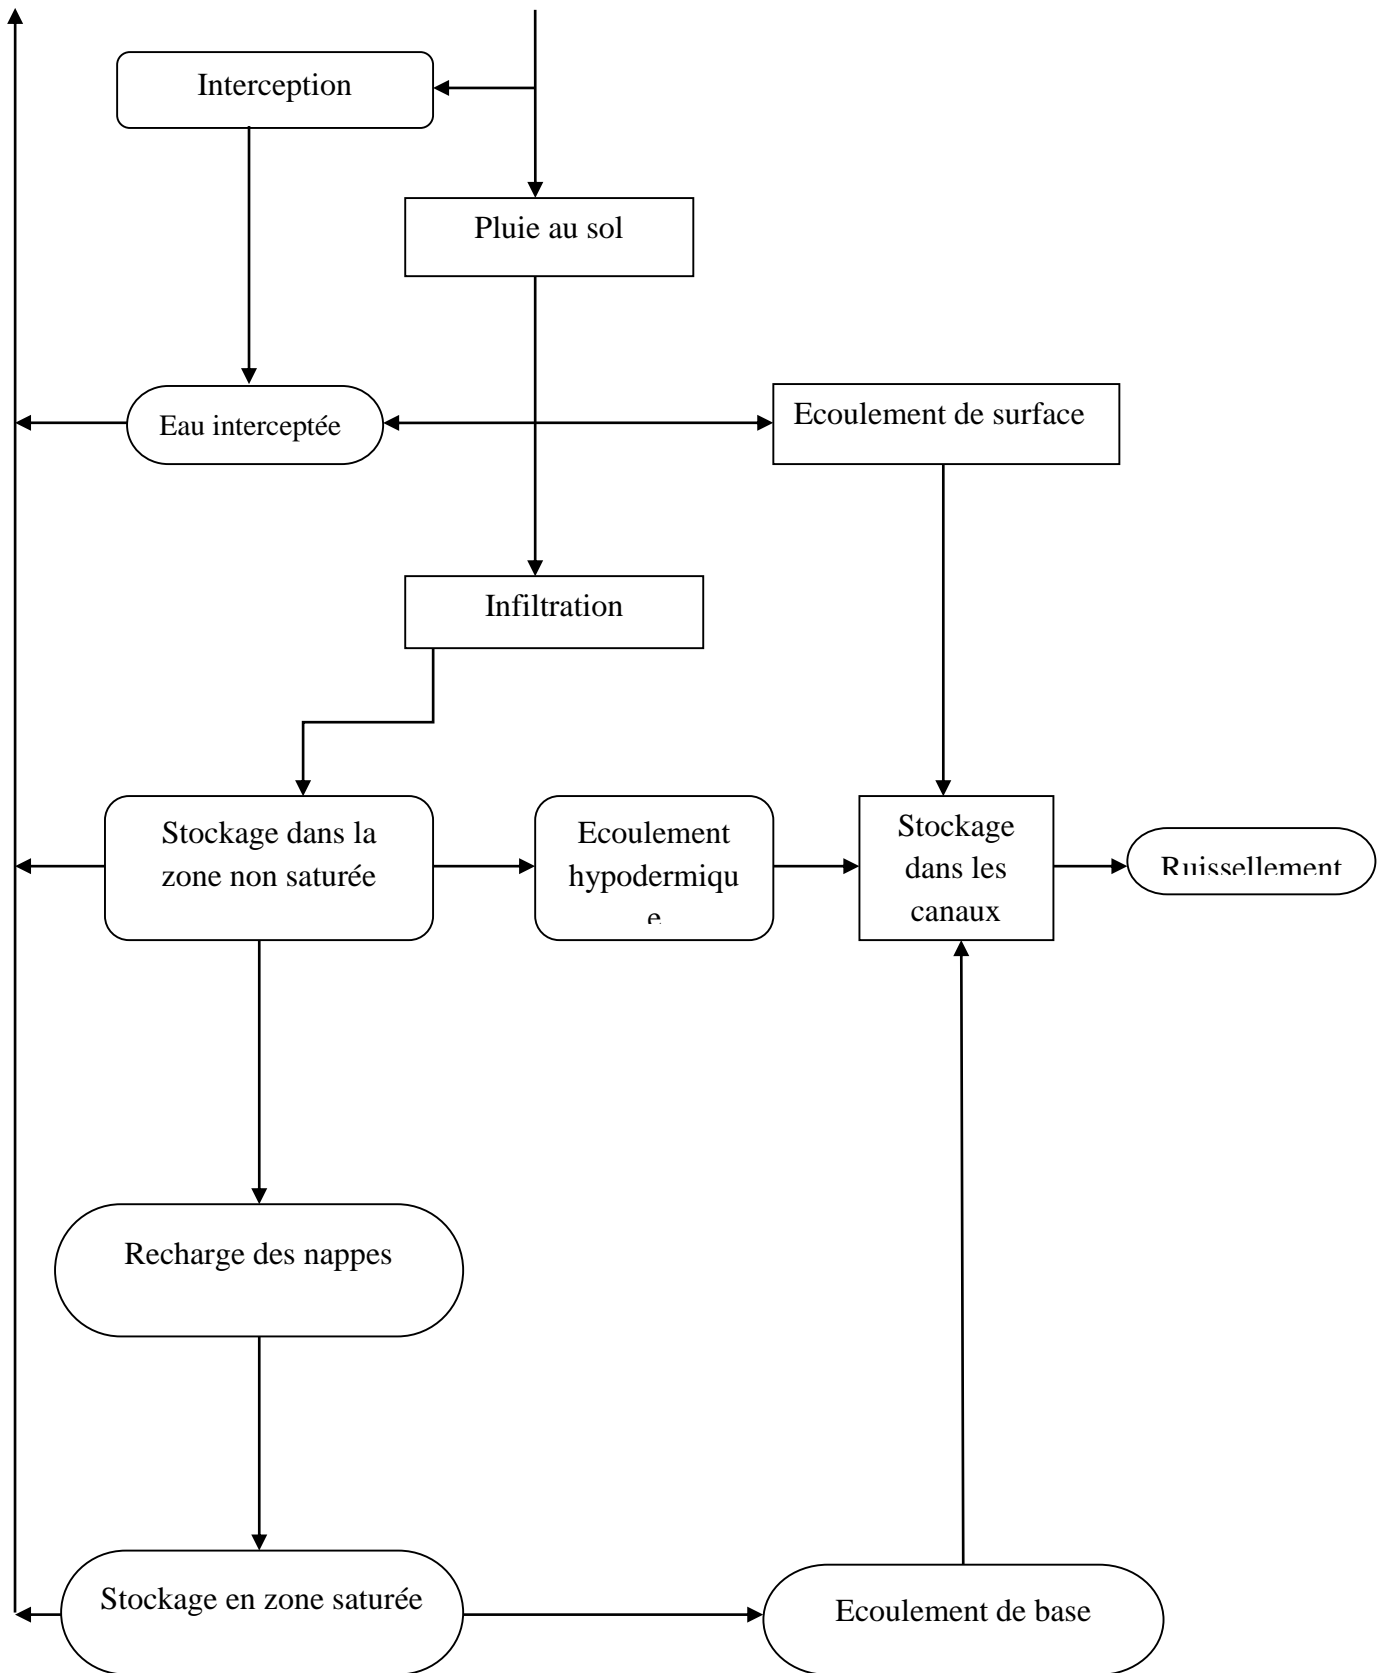 Interception
Pluie au sol
Eau interceptée
Ecoulement de surface
Infiltration
Stockage dans la
zone non saturée
Ecoulement
hypodermiqu
e
Stockage
dans les
canaux
Ruissellement
Recharge des nappes
Stockage en zone saturée
Ecoulement de base